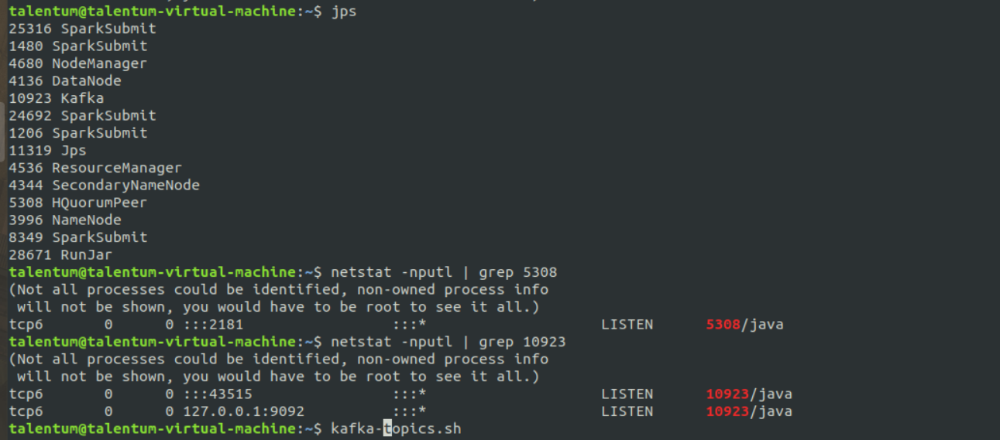 talentum@talentum-virtual-machine:~$ jps
25316 SparkSubmit
1480 SparkSubmit
4680 NodeManager
4136 DataNode
10923 Kafka
24692 SparkSubmit
1206 SparkSubmit
11319 Jps
4536 ResourceManager
4344 SecondaryNameNode
5308 HQuorumPeer
3996 NameNode
8349 SparkSubmit
28671 RunJar
talentum@talentum-virtual-machine:~$ netstat -nputl | grep 5308
(Not all processes could be identified, non-owned process info
 will not be shown, you would have to be root to see it all.)
tcp6       0      0 :::2181                 :::*                    LISTEN      5308/java
talentum@talentum-virtual-machine:~$ netstat -nputl | grep 10923
(Not all processes could be identified, non-owned process info
 will not be shown, you would have to be root to see it all.)
tcp6       0      0 :::43515                :::*                    LISTEN      10923/java
tcp6       0      0 127.0.0.1:9092          :::*                    LISTEN      10923/java
talentum@talentum-virtual-machine:~$ kafka-topics.sh